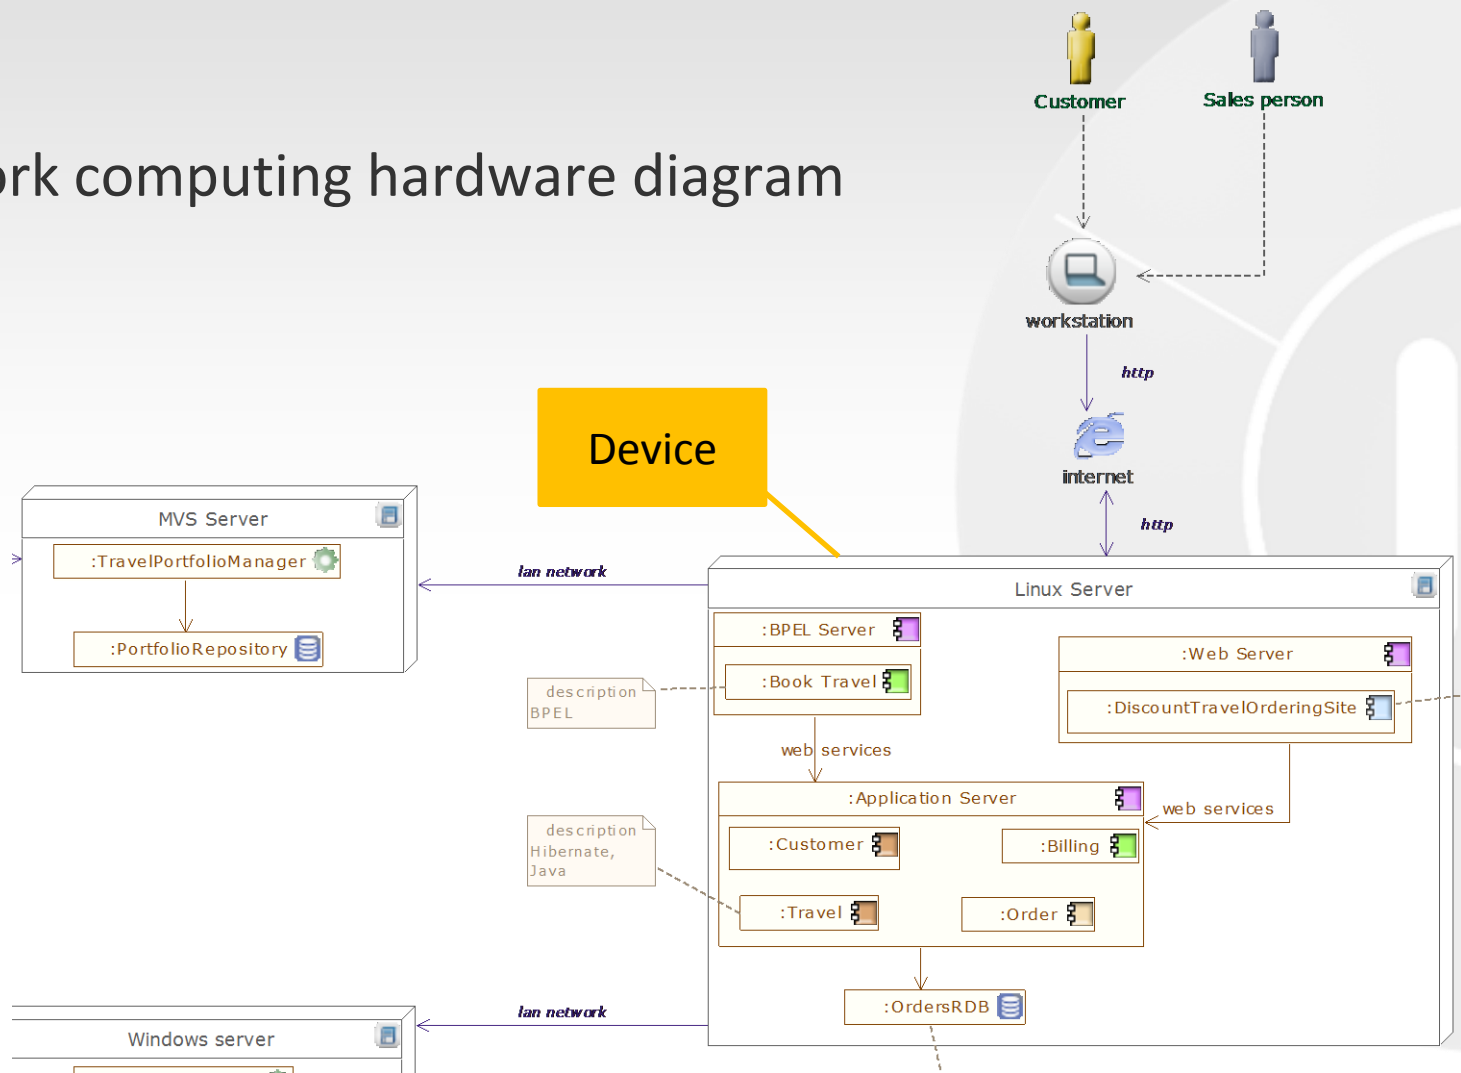 Customer
Sales person
ork computing hardware diagram
workstation
http
Device
internet
http
MVS Server
:TravelPortfolioManager
lan network
Linux Server
:BPEL Server
:Web Server
:PortfolioRepository
:Book Travel
description
BPEL
:DiscountTravelOrderingSite
web services
:Application Server
web services
description
Hibernate,
Java
:Customer
:Billing
:Travel
:Order
lan network
:OrdersRDB
Windows server